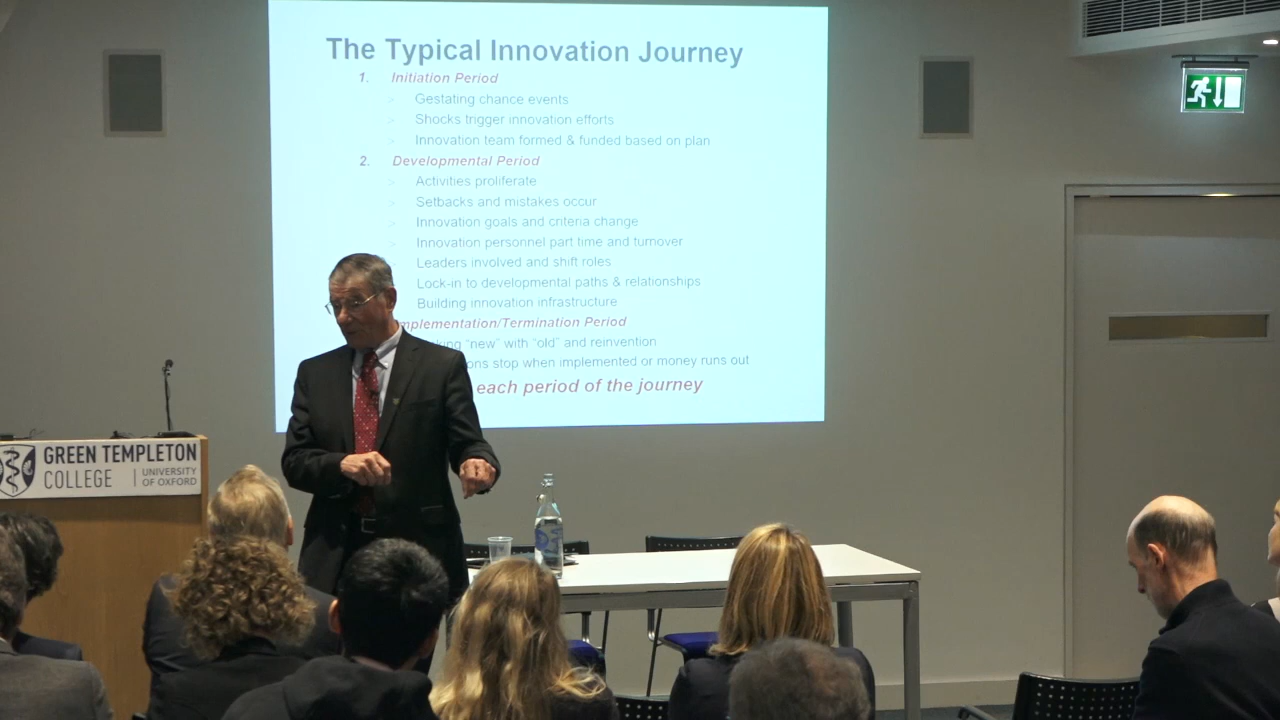 The Typical Innovation Journey
1. Initiation Period
> Gestating chance events
> Shocks trigger innovation efforts
> Innovation team formed & funded based on plan
2. Developmental Period
> Activities proliferate
> Setbacks and mistakes occur
> Innovation goals and criteria change
> Innovation personnel part time and turnover
> Leaders involved and shift roles
Lock-in to developmental paths & relationships
Building innovation infrastructure
mplementation/Termination Period
king "new" with "old" and reinvention
ons stop when implemented or money runs out
each period of the journey
GREEN TEMPLETON
COLLEGE | UNIVERSITY
OF OXFORD